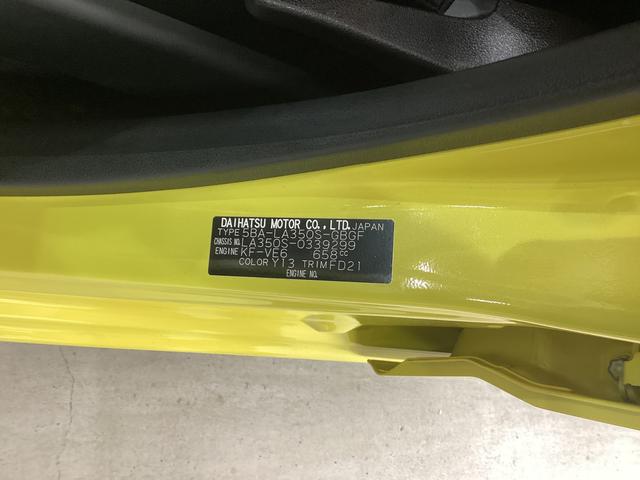 DAIHATSU MOTOR CO., LTD. JAPAN
TYPE 5BA-LA350S-GBGF
CHASSIS NO. LA350S-0339299
ENGINE KF-VE6 658cc
COLOR Y13 TRIM FD21
ENGINE NO.